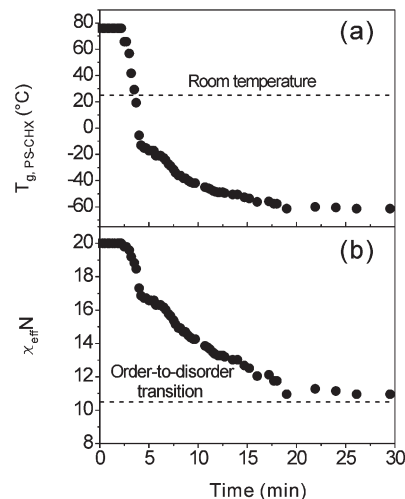 (a)
T g, PS-CHX (°C)
80
60
40
20
0
-20
-40
-60
Room temperature
(b)
χeffN
20
18
16
14
12
10
8
Order-to-disorder
transition
0 5 10 15 20 25 30
Time (min)